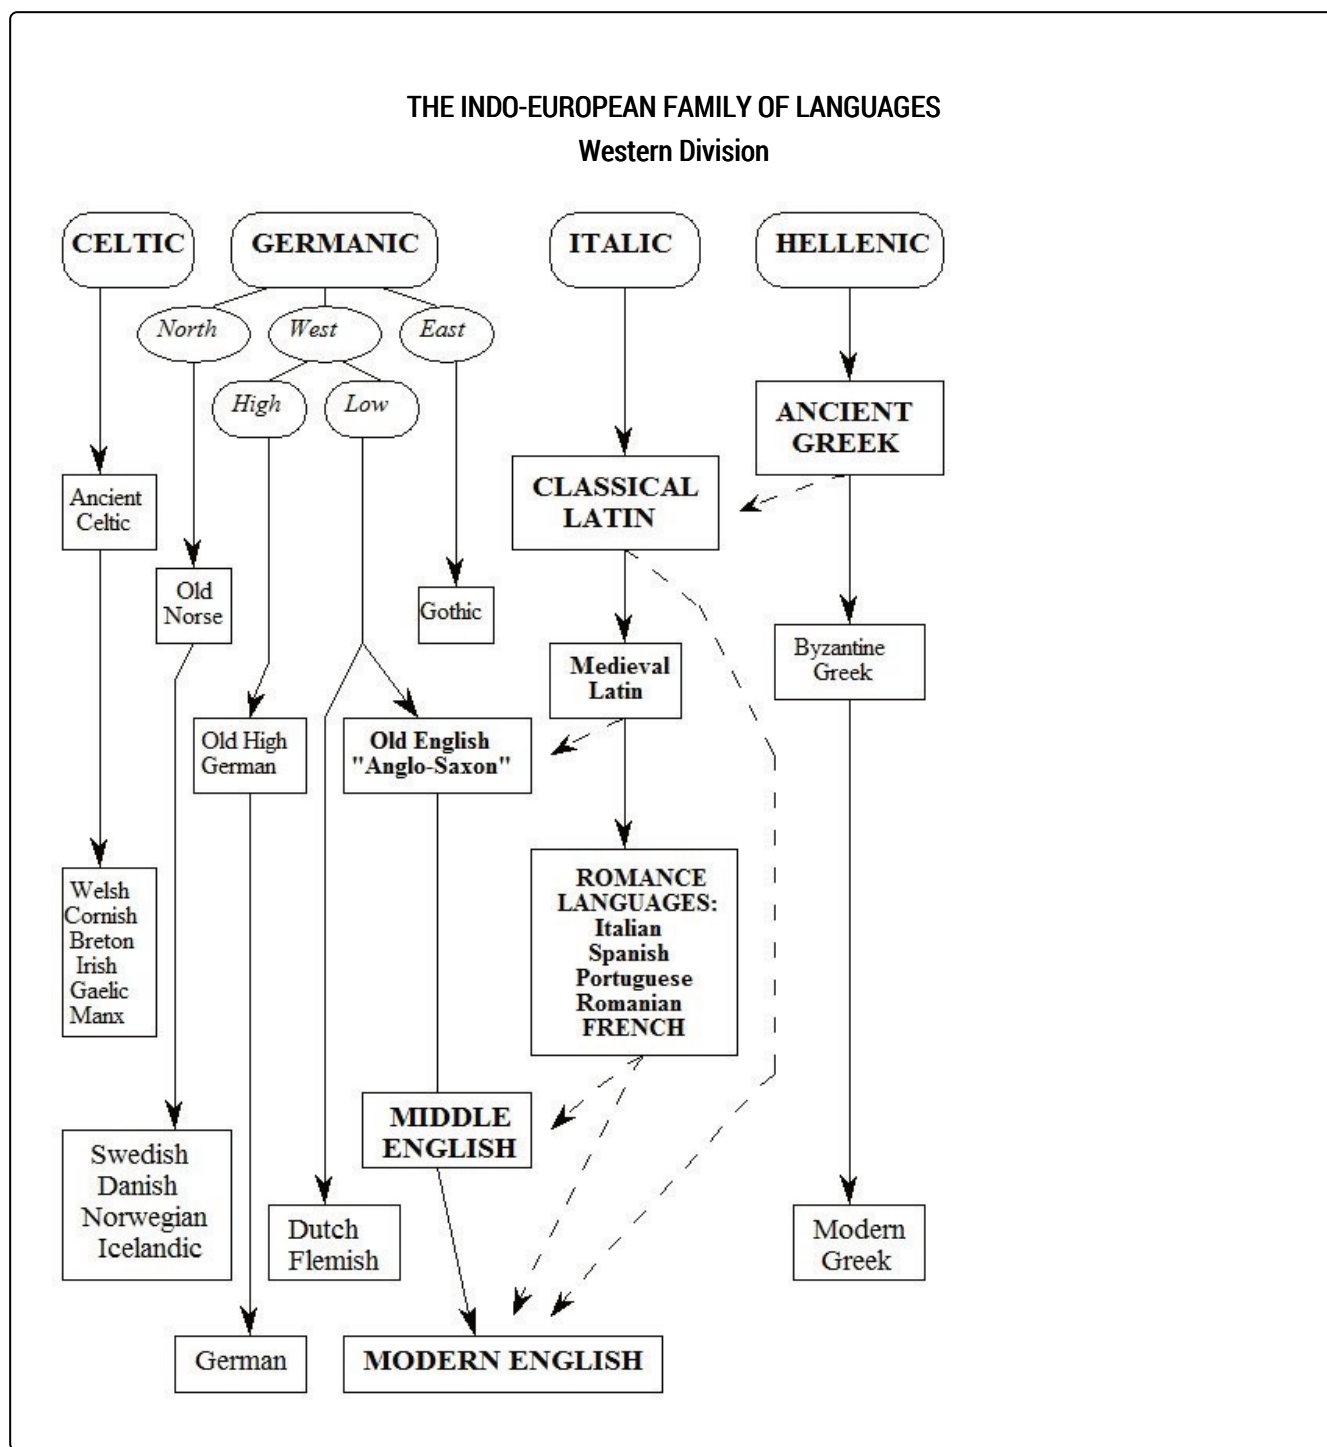 THE INDO-EUROPEAN FAMILY OF LANGUAGES
Western Division
CELTIC
GERMANIC
ITALIC
HELLENIC
North
West
East
High
Low
ANCIENT
GREEK
Ancient
Celtic
CLASSICAL
LATIN
Old
Norse
Gothic
Medieval
Latin
Byzantine
Greek
Old High
German
Old English
"Anglo-Saxon"
Welsh
Cornish
Breton
Irish
Gaelic
Manx
ROMANCE
LANGUAGES:
Italian
Spanish
Portuguese
Romanian
FRENCH
MIDDLE
ENGLISH
Swedish
Danish
Norwegian
Icelandic
Dutch
Flemish
Modern
Greek
German
MODERN ENGLISH